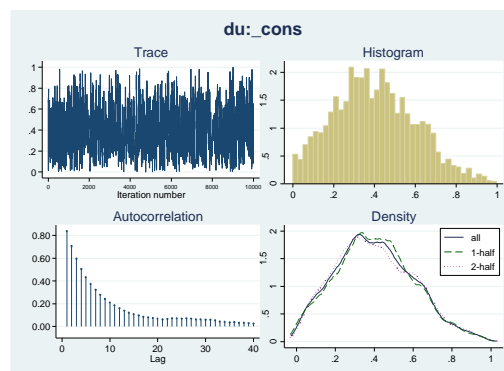 du:_cons
Trace
Histogram
1
.8
.6
.4
.2
0
0 2000 4000 6000 8000 10000
Iteration number
2
1.5
1
.5
0
0 .2 .4 .6 .8 1
Autocorrelation
Density
0.80
0.60
0.40
0.20
0.00
0 10 20 30 40
Lag
2
1.5
1
.5
0
0 .2 .4 .6 .8 1
all
1-half
2-half